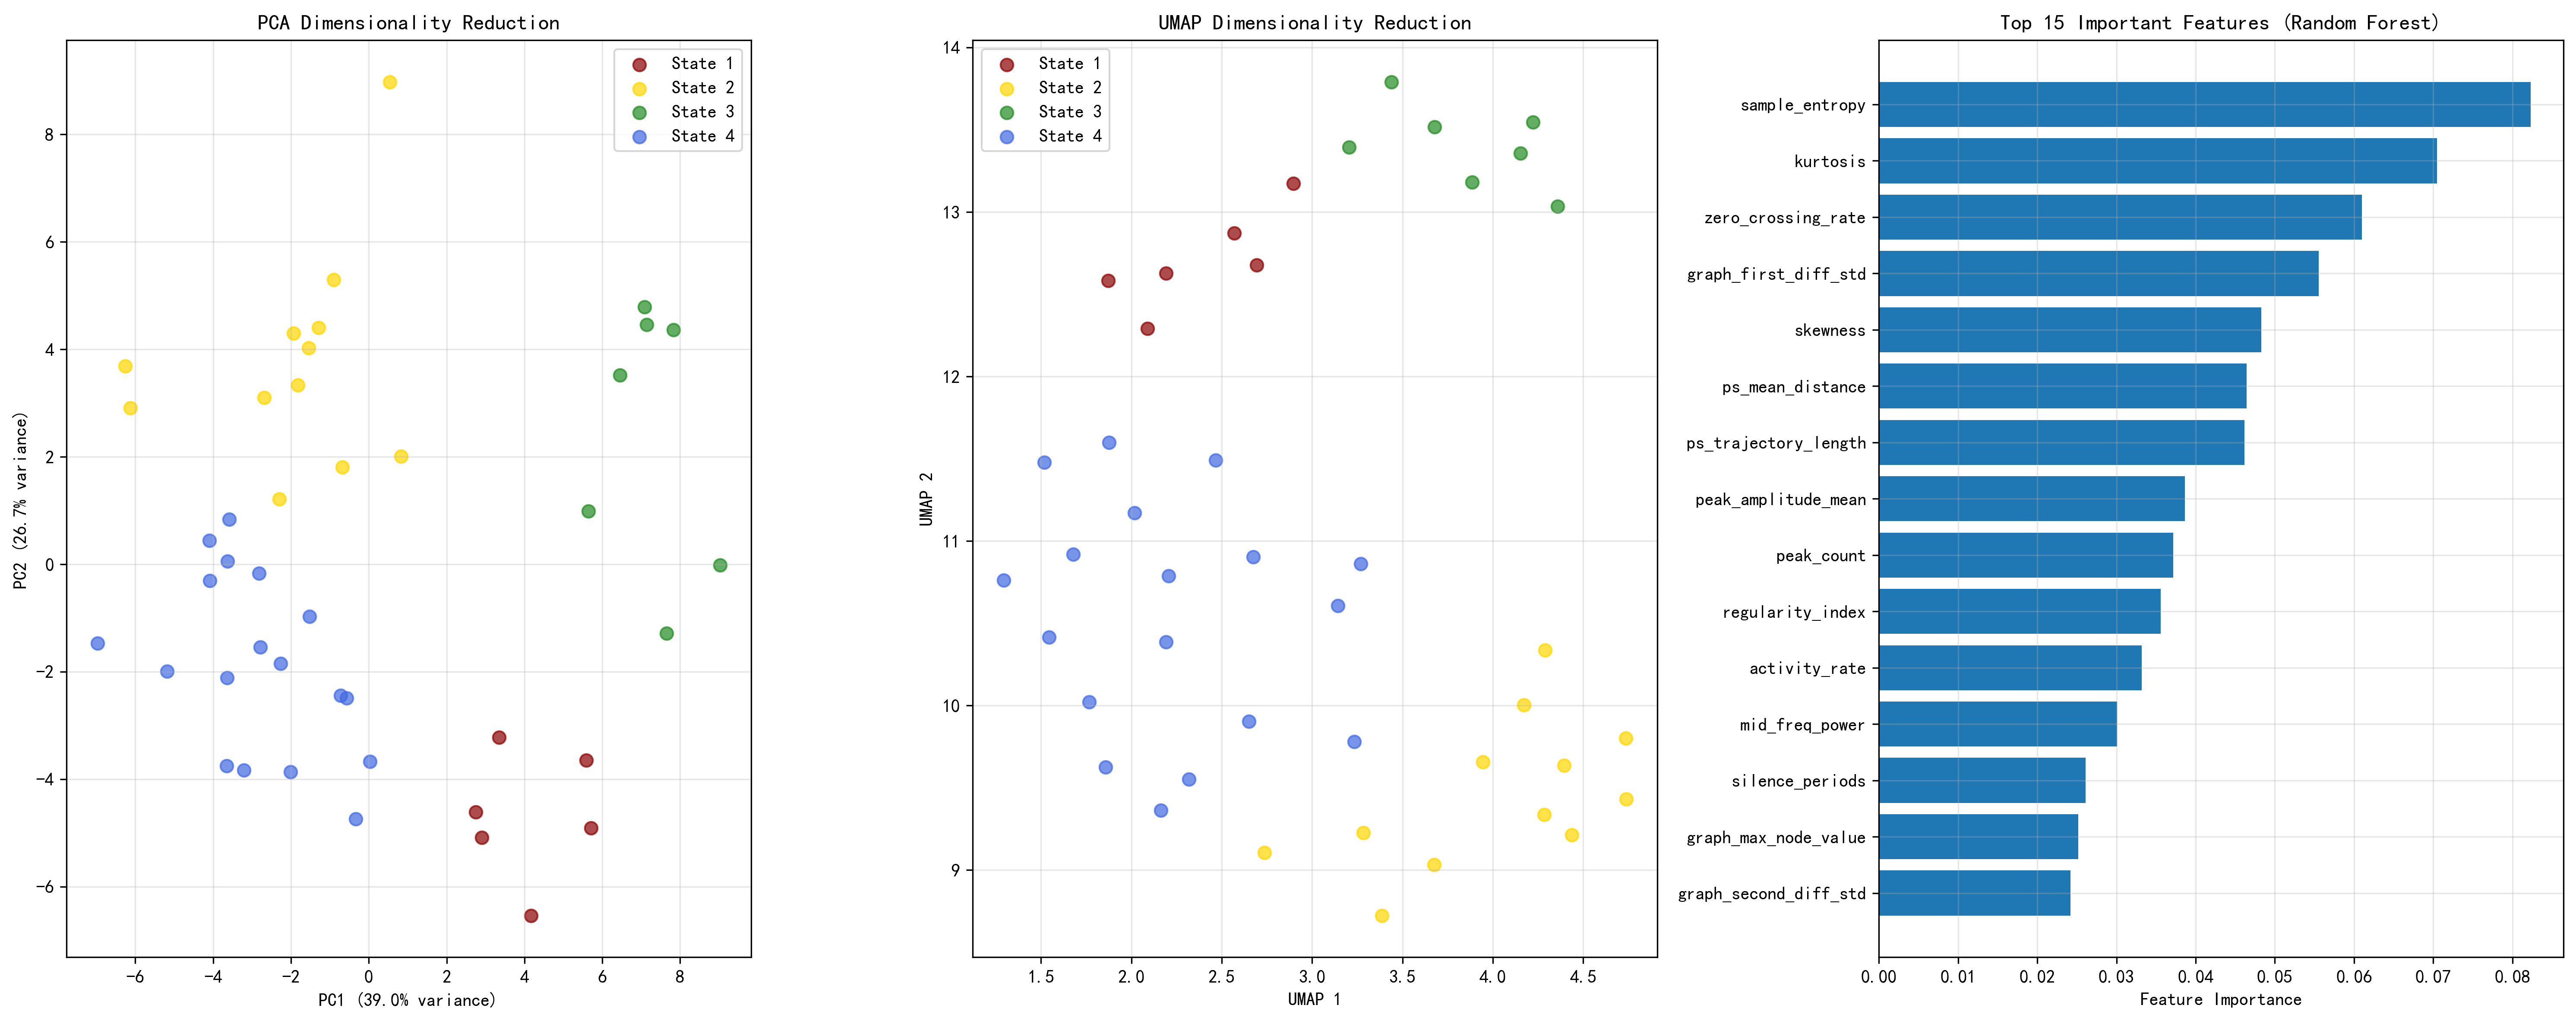 PCA Dimensionality Reduction
State 1
State 2
State 3
State 4
8
6
4
2
0
−2
−4
−6
PC2 (26.7% variance)
−6 −4 −2 0 2 4 6 8
PC1 (39.0% variance)
UMAP Dimensionality Reduction
State 1
State 2
State 3
State 4
14
13
12
11
10
9
UMAP 2
1.5 2.0 2.5 3.0 3.5 4.0 4.5
UMAP 1
Top 15 Important Features (Random Forest)
sample_entropy
kurtosis
zero_crossing_rate
graph_first_diff_std
skewness
ps_mean_distance
ps_trajectory_length
peak_amplitude_mean
peak_count
regularity_index
activity_rate
mid_freq_power
silence_periods
graph_max_node_value
graph_second_diff_std
0.00 0.01 0.02 0.03 0.04 0.05 0.06 0.07 0.08
Feature Importance